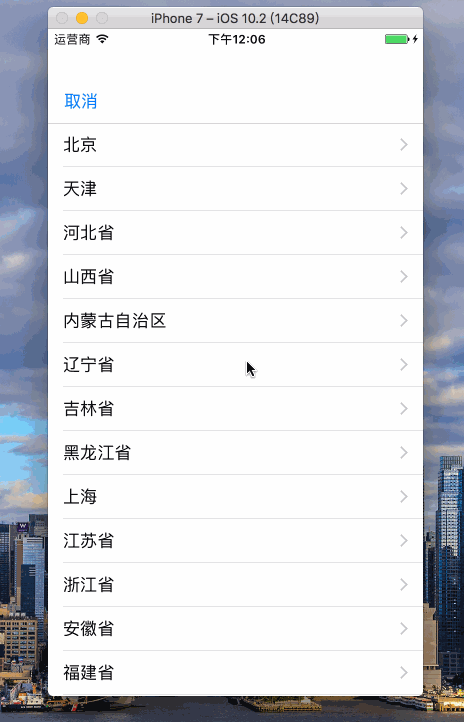 iPhone 7 – iOS 10.2 (14C89)
运营商 下午12:06
取消
北京
天津
河北省
山西省
内蒙古自治区
辽宁省
吉林省
黑龙江省
上海
江苏省
浙江省
安徽省
福建省